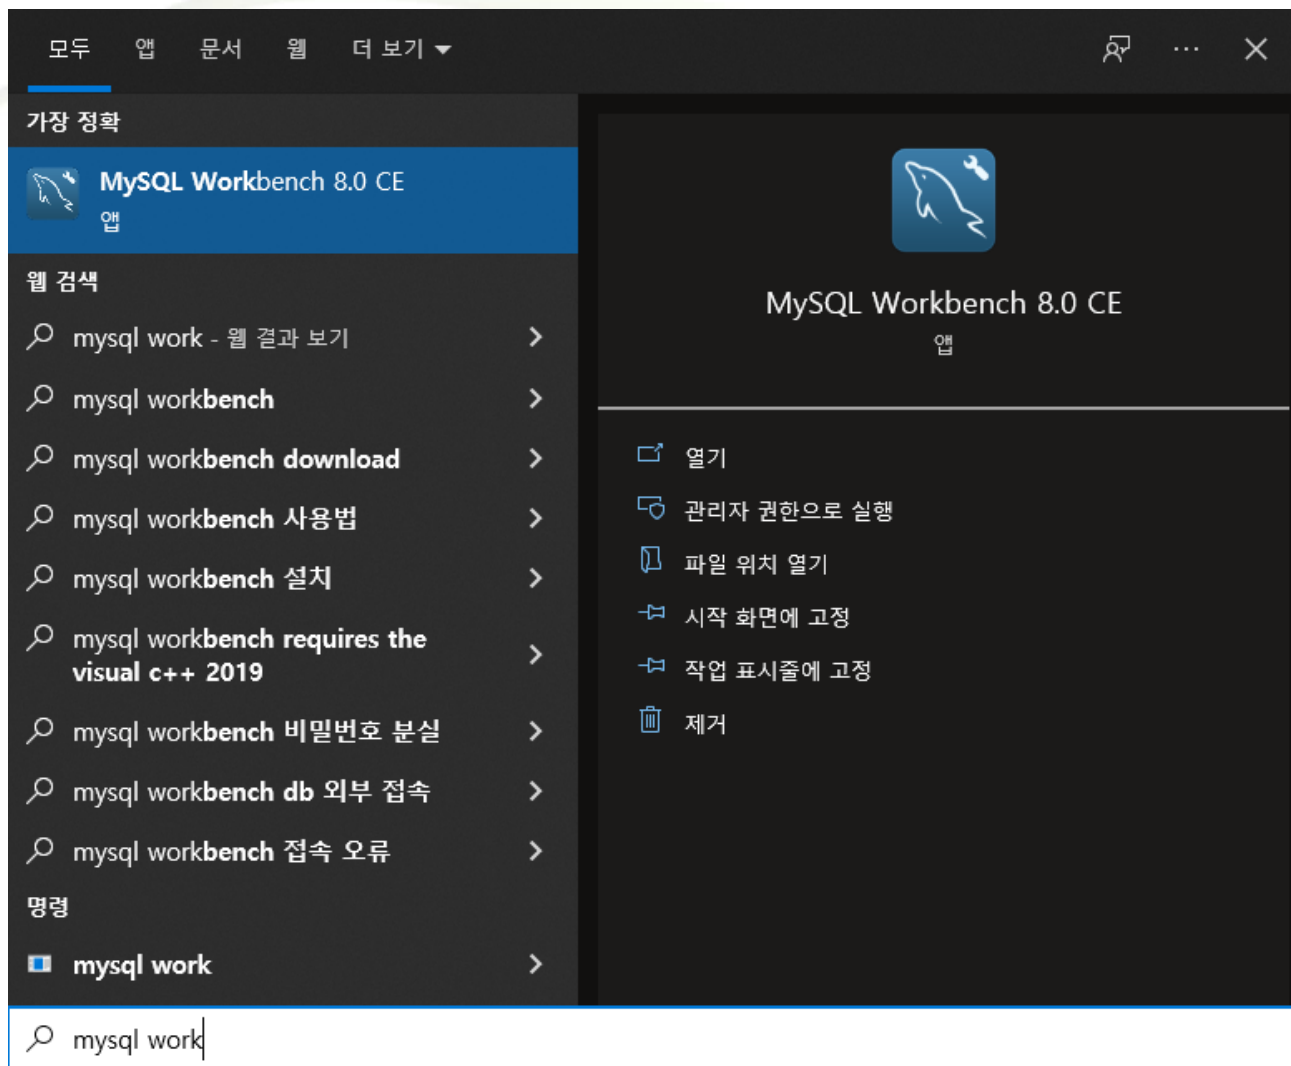 모두 앱 문서 웹 더 보기
가장 정확
MySQL Workbench 8.0 CE
앱
웹 검색
mysql work - 웹 결과 보기
mysql workbench
mysql workbench download
mysql workbench 사용법
mysql workbench 설치
mysql workbench requires the
visual c++ 2019
mysql workbench 비밀번호 분실
mysql workbench db 외부 접속
mysql workbench 접속 오류
명령
mysql work
mysql work
MySQL Workbench 8.0 CE
앱
열기
관리자 권한으로 실행
파일 위치 열기
시작 화면에 고정
작업 표시줄에 고정
제거